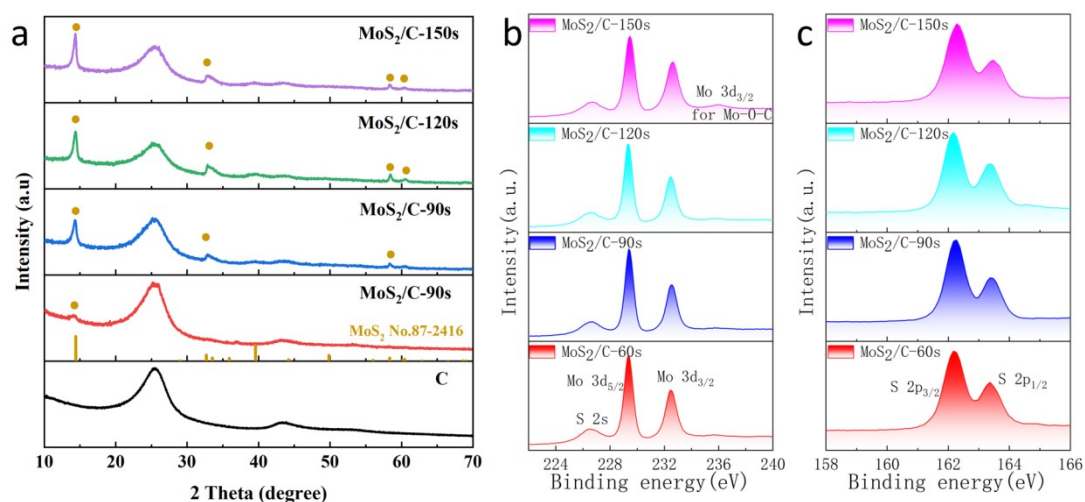 a
MoS₂/C-150s
MoS₂/C-120s
MoS₂/C-90s
MoS₂/C-90s
MoS₂ No.87-2416
C
Intensity (a.u)
10 20 30 40 50 60 70
2 Theta (degree)
b
MoS₂/C-150s
Mo 3d₃/₂
for Mo-O-C
MoS₂/C-120s
MoS₂/C-90s
MoS₂/C-60s
Mo 3d₅/₂
Mo 3d₃/₂
S 2s
Intensity(a.u.)
224 228 232 236 240
Binding energy(eV)
c
MoS₂/C-150s
MoS₂/C-120s
MoS₂/C-90s
MoS₂/C-60s
S 2p₃/₂
S 2p₁/₂
Intensity(a.u.)
158 160 162 164 166
Binding energy(eV)